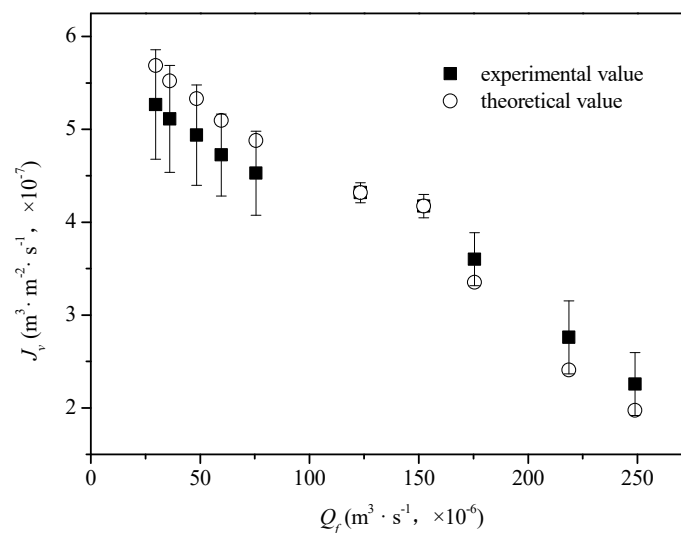 6
5
4
3
2
0 50 100 150 200 250
J_v (m³· m⁻²· s⁻¹， ×10⁻⁷)
Q_f (m³ · s⁻¹， ×10⁻⁶)
experimental value
theoretical value